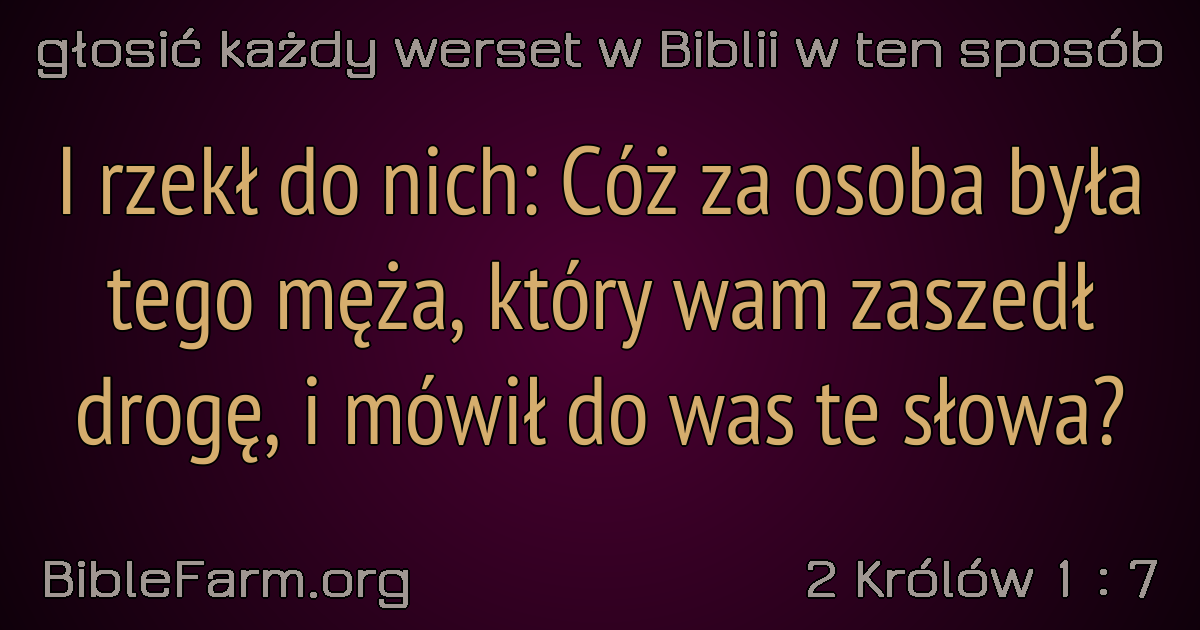 głosić każdy werset w Biblii w ten sposób
I rzekł do nich: Cóż za osoba była
tego męża, który wam zaszedł
drogę, i mówił do was te słowa?
BibleFarm.org
2 Królów 1 : 7